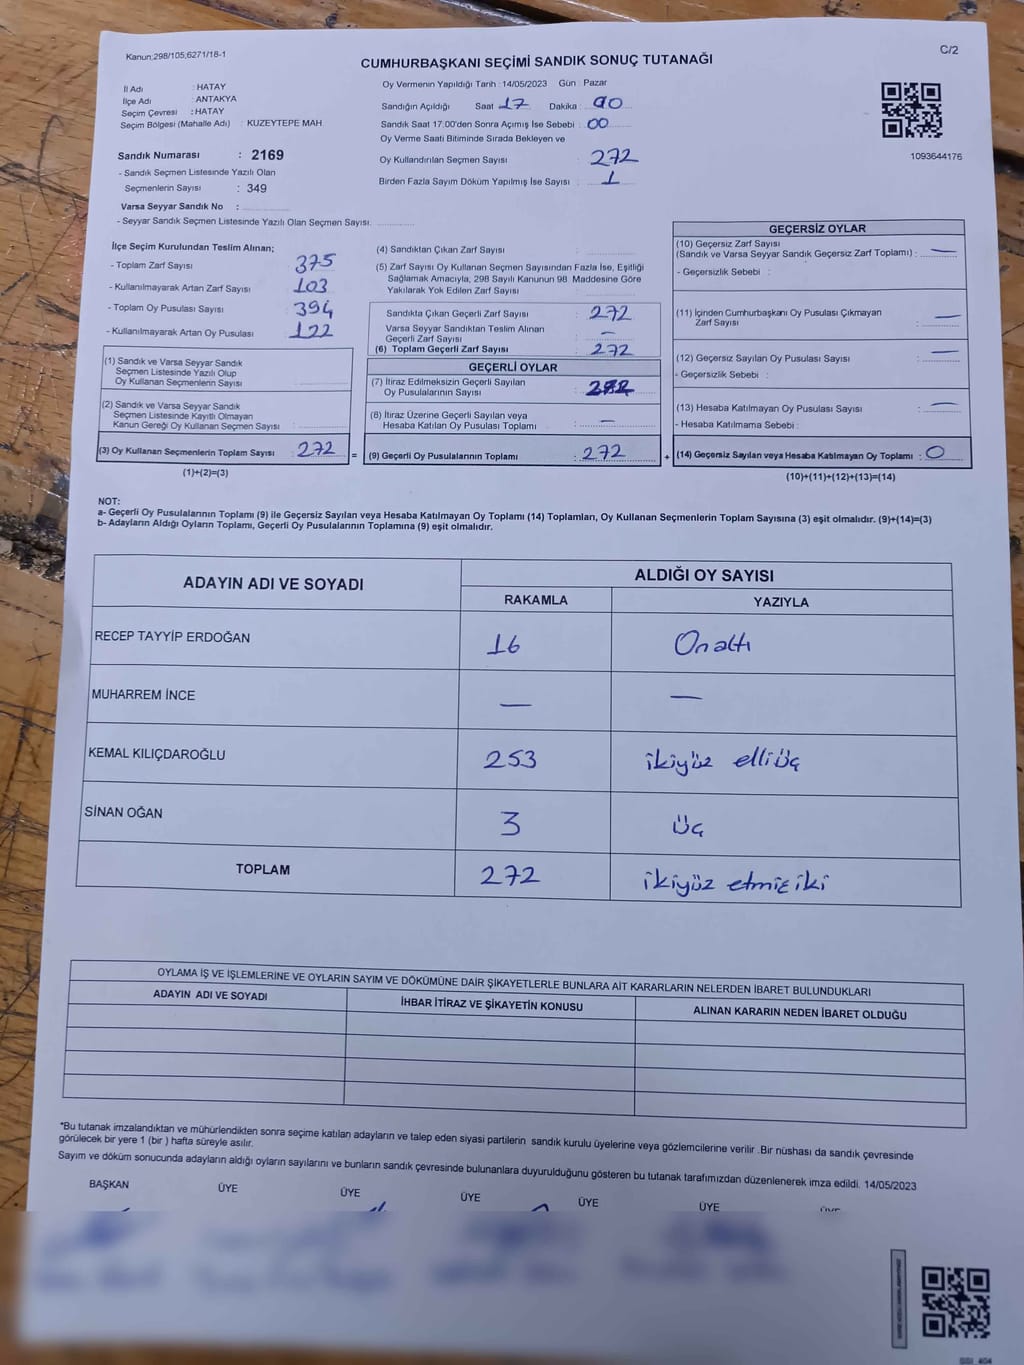 Kanun;298/105;6271/18-1
C/2
CUMHURBAŞKANI SEÇİMİ SANDIK SONUÇ TUTANAĞI
İl Adı : HATAY
İlçe Adı : ANTAKYA
Seçim Çevresi : HATAY
Seçim Bölgesi (Mahalle Adı) : KUZEYTEPE MAH
Oy Vermenin Yapıldığı Tarih : 14/05/2023 Gün : Pazar
Sandığın Açıldığı Saat 17 Dakika : 00
Sandık Saat 17:00'den Sonra Açımış İse Sebebi : 00
Oy Verme Saati Bitiminde Sırada Bekleyen ve
Oy Kullandırılan Seçmen Sayısı : 272
Birden Fazla Sayım Döküm Yapılmış İse Sayısı : 1
1093644176
Sandık Numarası : 2169
- Sandık Seçmen Listesinde Yazılı Olan
Seçmenlerin Sayısı : 349
Varsa Seyyar Sandık No :
- Seyyar Sandık Seçmen Listesinde Yazılı Olan Seçmen Sayısı:
İlçe Seçim Kurulundan Teslim Alınan;
- Toplam Zarf Sayısı 375
- Kullanılmayarak Artan Zarf Sayısı 103
- Toplam Oy Pusulası Sayısı 394
- Kullanılmayarak Artan Oy Pusulası 122
(1) Sandık ve Varsa Seyyar Sandık
Seçmen Listesinde Yazılı Olup
Oy Kullanan Seçmenlerin Sayısı :
(2) Sandık ve Varsa Seyyar Sandık
Seçmen Listesinde Kayıtlı Olmayan
Kanun Gereği Oy Kullanan Seçmen Sayısı :
(3) Oy Kullanan Seçmenlerin Toplam Sayısı : 272
(1)+(2)=(3)
(4) Sandıktan Çıkan Zarf Sayısı :
(5) Zarf Sayısı Oy Kullanan Seçmen Sayısından Fazla İse, Eşitliği
Sağlamak Amacıyla, 298 Sayılı Kanunun 98. Maddesine Göre
Yakılarak Yok Edilen Zarf Sayısı :
Sandıkta Çıkan Geçerli Zarf Sayısı : 272
Varsa Seyyar Sandıktan Teslim Alınan
Geçerli Zarf Sayısı : —
(6) Toplam Geçerli Zarf Sayısı : 272
GEÇERLİ OYLAR
(7) İtiraz Edilmeksizin Geçerli Sayılan
Oy Pusulalarının Sayısı : 272
(8) İtiraz Üzerine Geçerli Sayılan veya
Hesaba Katılan Oy Pusulası Toplamı : —
= (9) Geçerli Oy Pusulalarının Toplamı : 272 +
GEÇERSİZ OYLAR
(10) Geçersiz Zarf Sayısı
(Sandık ve Varsa Seyyar Sandık Geçersiz Zarf Toplamı) : —
- Geçersizlik Sebebi :
(11) İçinden Cumhurbaşkanı Oy Pusulası Çıkmayan
Zarf Sayısı : —
(12) Geçersiz Sayılan Oy Pusulası Sayısı : —
- Geçersizlik Sebebi :
(13) Hesaba Katılmayan Oy Pusulası Sayısı : —
- Hesaba Katılmama Sebebi :
(14) Geçersiz Sayılan veya Hesaba Katılmayan Oy Toplamı : 0
(10)+(11)+(12)+(13)=(14)
NOT:
a- Geçerli Oy Pusulalarının Toplamı (9) ile Geçersiz Sayılan veya Hesaba Katılmayan Oy Toplamı (14) Toplamları, Oy Kullanan Seçmenlerin Toplam Sayısına (3) eşit olmalıdır. (9)+(14)=(3)
b- Adayların Aldığı Oyların Toplamı, Geçerli Oy Pusulalarının Toplamına (9) eşit olmalıdır.
ADAYIN ADI VE SOYADI ALDIĞI OY SAYISI
RAKAMLA YAZIYLA
RECEP TAYYİP ERDOĞAN 16 Onaltı
MUHARREM İNCE — —
KEMAL KILIÇDAROĞLU 253 ikiyüz elliüç
SİNAN OĞAN 3 üç
TOPLAM 272 ikiyüz etmiş iki
OYLAMA İŞ VE İŞLEMLERİNE VE OYLARIN SAYIM VE DÖKÜMÜNE DAİR ŞİKAYETLERLE BUNLARA AİT KARARLARIN NELERDEN İBARET BULUNDUKLARI
ADAYIN ADI VE SOYADI İHBAR İTİRAZ VE ŞİKAYETİN KONUSU ALINAN KARARIN NEDEN İBARET OLDUĞU
*Bu tutanak imzalandıktan ve mühürlendikten sonra seçime katılan adayların ve talep eden siyasi partilerin sandık kurulu üyelerine veya gözlemcilerine verilir .Bir nüshası da sandık çevresinde
görülecek bir yere 1 (bir ) hafta süreyle asılır.
Sayım ve döküm sonucunda adayların aldığı oyların sayılarını ve bunların sandık çevresinde bulunanlara duyurulduğunu gösteren bu tutanak tarafımızdan düzenlenerek imza edildi. 14/05/2023
BAŞKAN ÜYE ÜYE ÜYE ÜYE ÜYE ÜYE